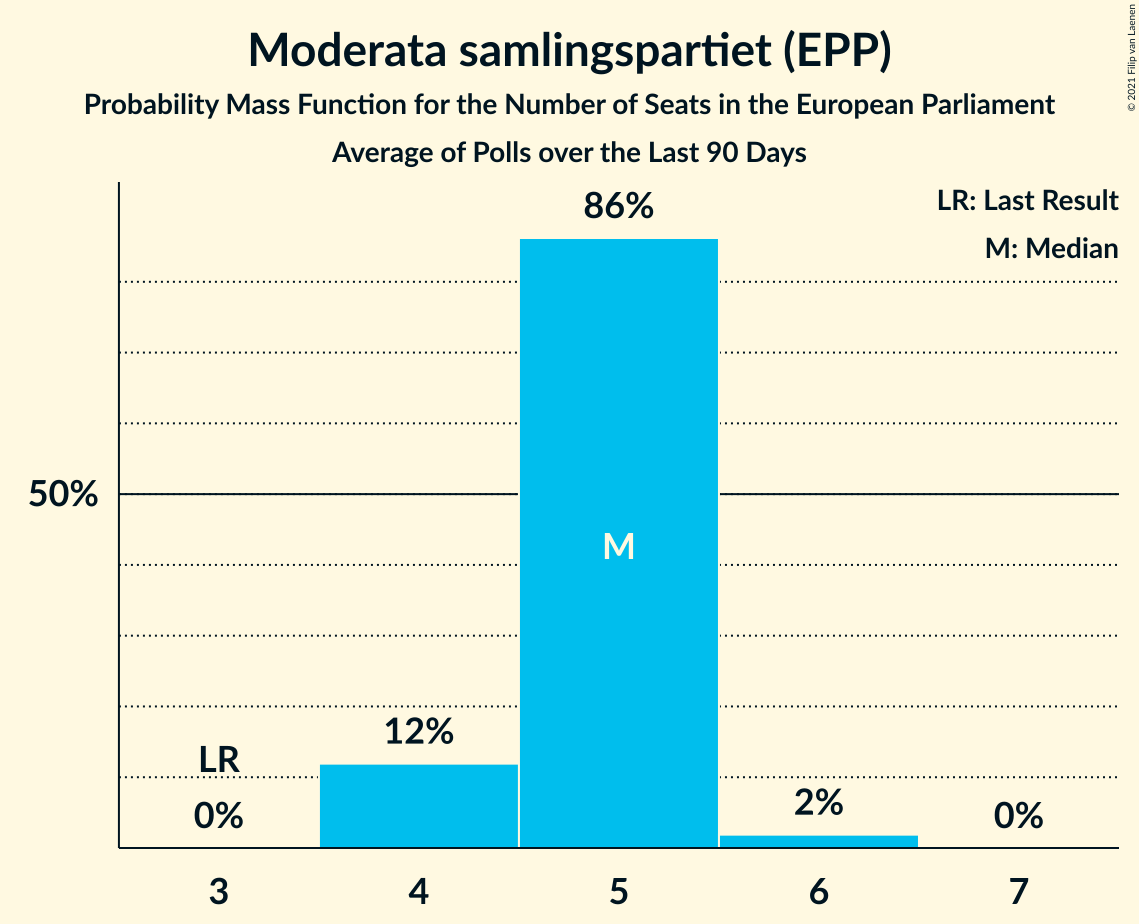 Moderata samlingspartiet (EPP)
Probability Mass Function for the Number of Seats in the European Parliament
Average of Polls over the Last 90 Days
© 2021 Filip van Laenen
LR: Last Result
M: Median
86%
50%
M
12%
LR
0%
2%
0%
3 4 5 6 7